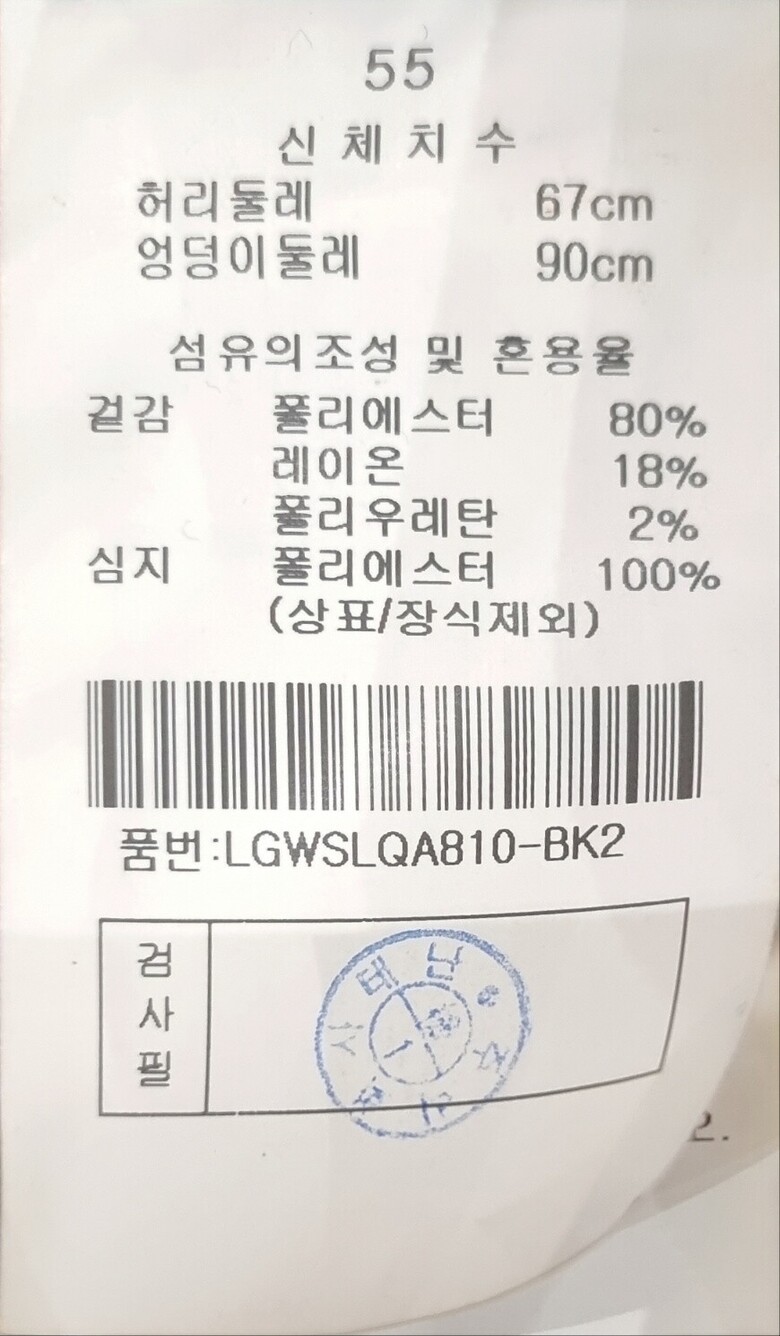 55
신체치수
허리둘레 67cm
엉덩이둘레 90cm
섬유의조성 및 혼용율
겉감 폴리에스터 80%
레이온 18%
폴리우레탄 2%
심지 폴리에스터 100%
(상표/장식제외)
품번:LGWSLQA810-BK2
검
사
필
2.